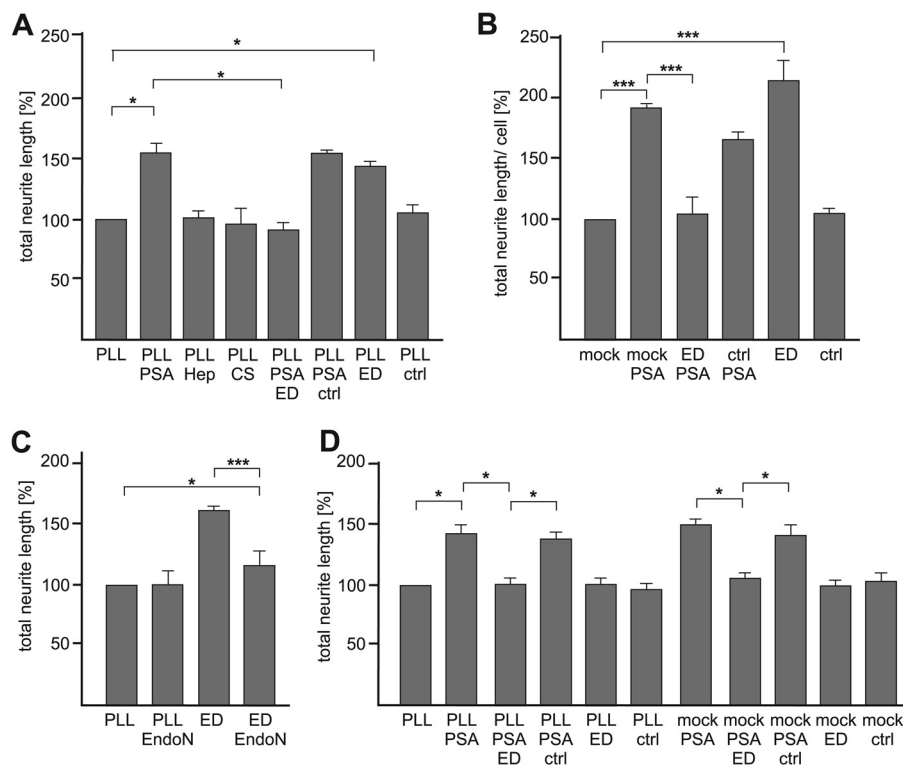 A
total neurite length [%]
250
200
150
100
50
*
*
*
PLL PLL PLL PLL PLL PLL PLL PLL
PSA Hep CS PSA PSA ED ctrl
ED ctrl
B
total neurite length/ cell [%]
250
200
150
100
50
***
*** ***
mock mock ED ctrl ED ctrl
PSA PSA PSA
C
total neurite length [%]
200
150
100
50
***
*
PLL PLL ED ED
EndoN EndoN
D
total neurite length [%]
200
150
100
50
* * * * *
PLL PLL PLL PLL PLL PLL mock mock mock mock mock
PSA PSA PSA ED ctrl PSA PSA PSA ED ctrl
ED ctrl ED ctrl